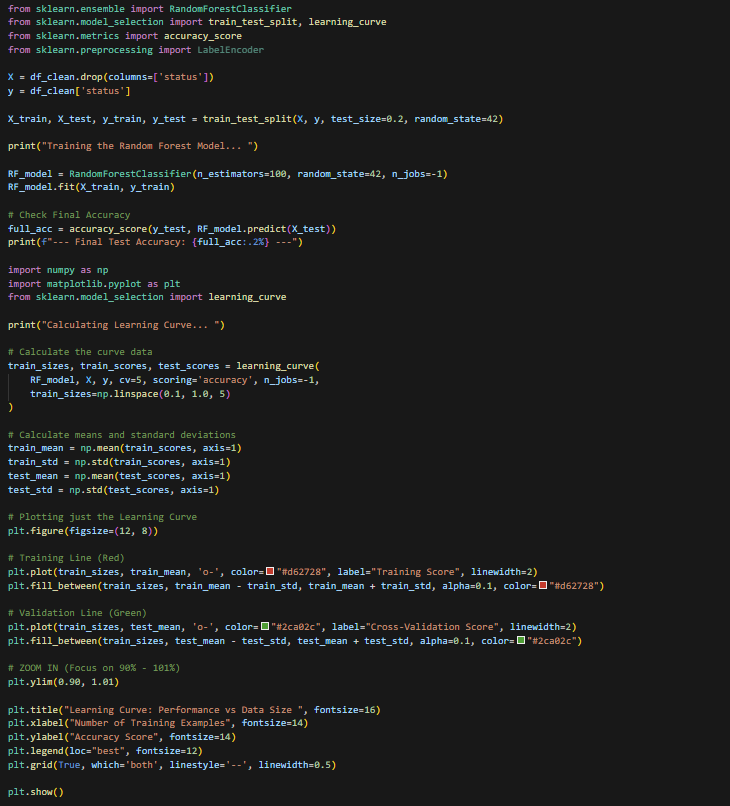 from sklearn.ensemble import RandomForestClassifier
from sklearn.model_selection import train_test_split, learning_curve
from sklearn.metrics import accuracy_score
from sklearn.preprocessing import LabelEncoder
X = df_clean.drop(columns=['status'])
y = df_clean['status']
X_train, X_test, y_train, y_test = train_test_split(X, y, test_size=0.2, random_state=42)
print("Training the Random Forest Model... ")
RF_model = RandomForestClassifier(n_estimators=100, random_state=42, n_jobs=-1)
RF_model.fit(X_train, y_train)
# Check Final Accuracy
full_acc = accuracy_score(y_test, RF_model.predict(X_test))
print(f"--- Final Test Accuracy: {full_acc:.2%} ---")
import numpy as np
import matplotlib.pyplot as plt
from sklearn.model_selection import learning_curve
print("Calculating Learning Curve... ")
# Calculate the curve data
train_sizes, train_scores, test_scores = learning_curve(
    RF_model, X, y, cv=5, scoring='accuracy', n_jobs=-1,
    train_sizes=np.linspace(0.1, 1.0, 5)
)
# Calculate means and standard deviations
train_mean = np.mean(train_scores, axis=1)
train_std = np.std(train_scores, axis=1)
test_mean = np.mean(test_scores, axis=1)
test_std = np.std(test_scores, axis=1)
# Plotting just the Learning Curve
plt.figure(figsize=(12, 8))
# Training Line (Red)
plt.plot(train_sizes, train_mean, 'o-', color="#d62728", label="Training Score", linewidth=2)
plt.fill_between(train_sizes, train_mean - train_std, train_mean + train_std, alpha=0.1, color="#d62728")
# Validation Line (Green)
plt.plot(train_sizes, test_mean, 'o-', color="#2ca02c", label="Cross-Validation Score", linewidth=2)
plt.fill_between(train_sizes, test_mean - test_std, test_mean + test_std, alpha=0.1, color="#2ca02c")
# ZOOM IN (Focus on 90% - 101%)
plt.ylim(0.90, 1.01)
plt.title("Learning Curve: Performance vs Data Size ", fontsize=16)
plt.xlabel("Number of Training Examples", fontsize=14)
plt.ylabel("Accuracy Score", fontsize=14)
plt.legend(loc="best", fontsize=12)
plt.grid(True, which='both', linestyle='--', linewidth=0.5)
plt.show()